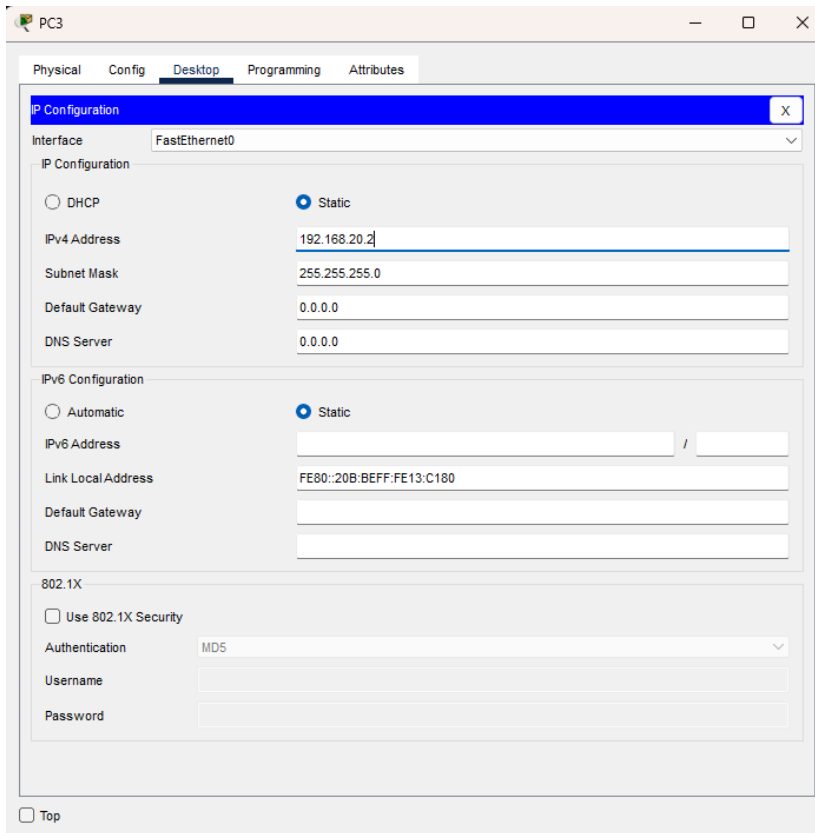 PC3
Physical Config Desktop Programming Attributes
IP Configuration X
Interface FastEthernet0
IP Configuration
DHCP Static
IPv4 Address 192.168.20.2
Subnet Mask 255.255.255.0
Default Gateway 0.0.0.0
DNS Server 0.0.0.0
IPv6 Configuration
Automatic Static
IPv6 Address /
Link Local Address FE80::20B:BEFF:FE13:C180
Default Gateway
DNS Server
802.1X
Use 802.1X Security
Authentication MD5
Username
Password
Top